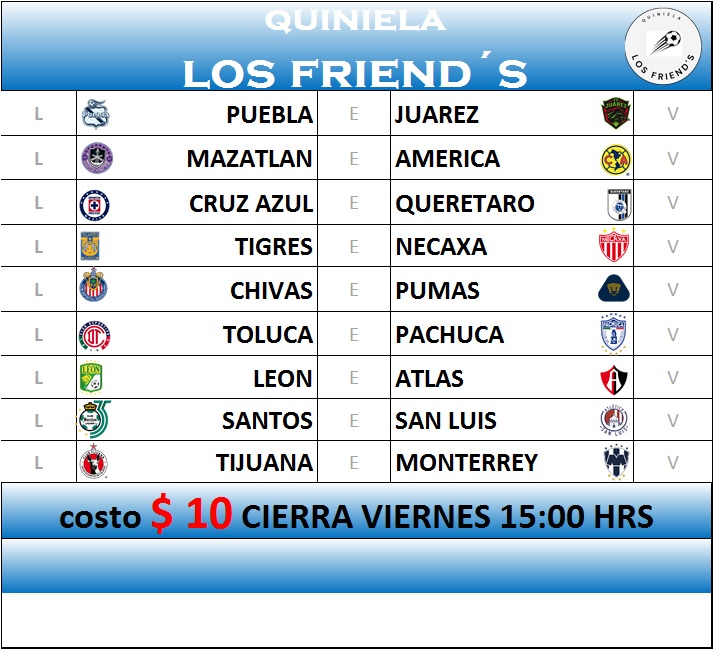 QUINIELA
LOS FRIEND´S
QUINIELA
LOS FRIEND'S
L PUEBLA E JUAREZ V
L MAZATLAN E AMERICA V
L CRUZ AZUL E QUERETARO V
L TIGRES E NECAXA V
L CHIVAS E PUMAS V
L TOLUCA E PACHUCA V
L LEON E ATLAS V
L SANTOS E SAN LUIS V
L TIJUANA E MONTERREY V
costo $ 10 CIERRA VIERNES 15:00 HRS